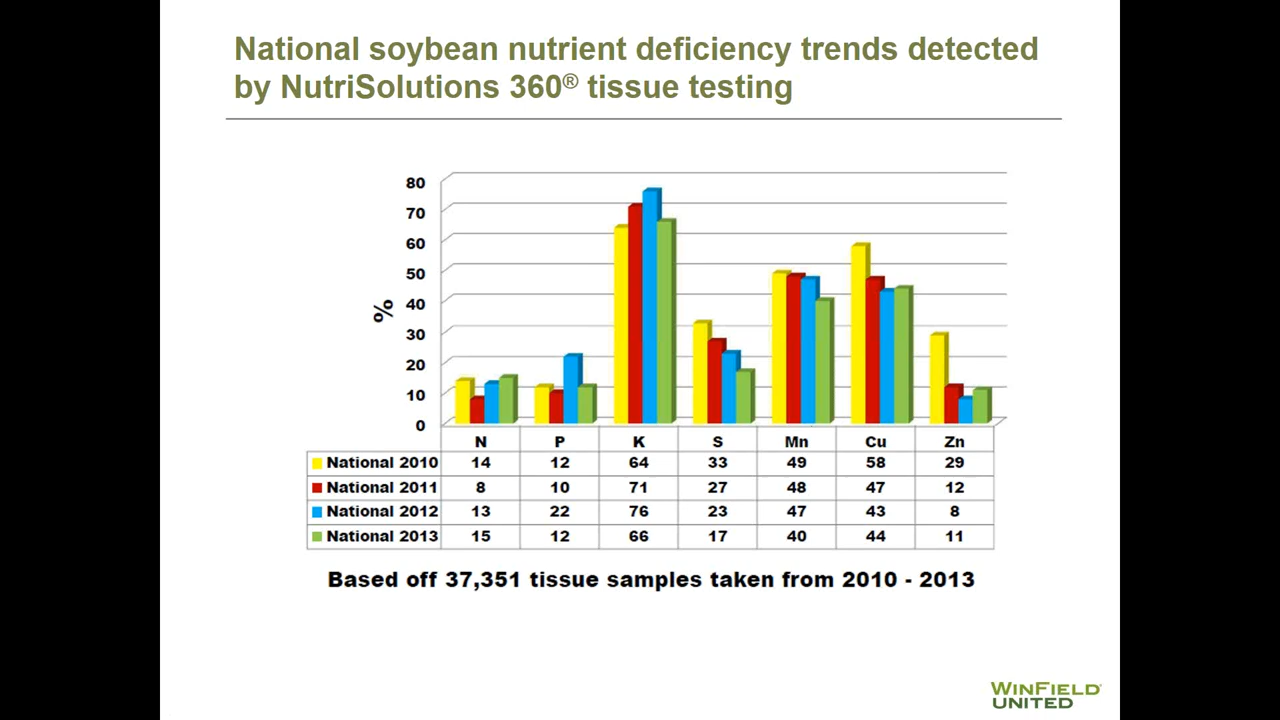 National soybean nutrient deficiency trends detected
by NutriSolutions 360® tissue testing
80
70
60
50
40
30
20
10
0
%
N P K S Mn Cu Zn
National 2010 14 12 64 33 49 58 29
National 2011 8 10 71 27 48 47 12
National 2012 13 22 76 23 47 43 8
National 2013 15 12 66 17 40 44 11
Based off 37,351 tissue samples taken from 2010 - 2013
WINFIELD®
UNITED